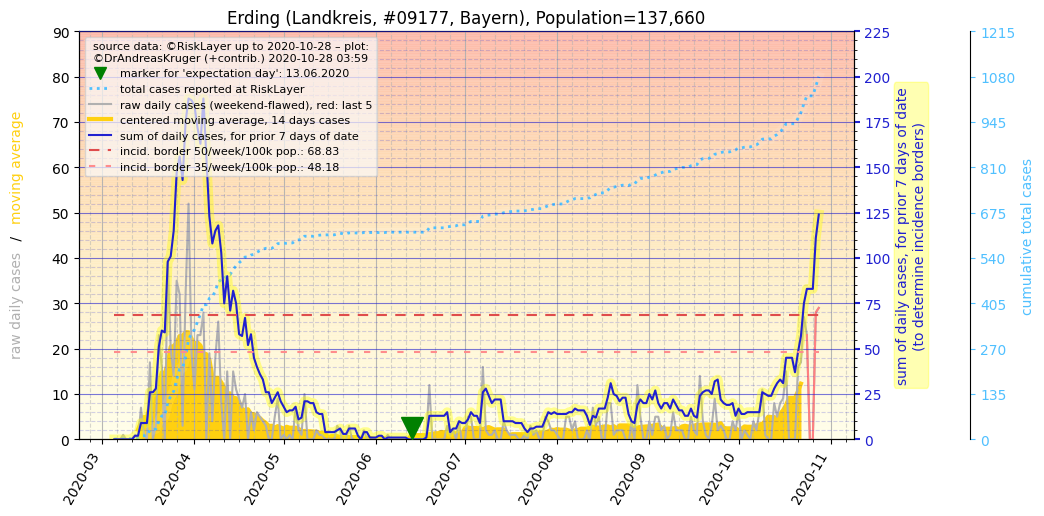 Erding (Landkreis, #09177, Bayern), Population=137,660
source data: ©RiskLayer up to 2020-10-28 – plot:
©DrAndreasKruger (+contrib.) 2020-10-28 03:59
marker for 'expectation day': 13.06.2020
total cases reported at RiskLayer
raw daily cases (weekend-flawed), red: last 5
centered moving average, 14 days cases
sum of daily cases, for prior 7 days of date
incid. border 50/week/100k pop.: 68.83
incid. border 35/week/100k pop.: 48.18
raw daily cases / moving average
90
80
70
60
50
40
30
20
10
0
2020-03
2020-04
2020-05
2020-06
2020-07
2020-08
2020-09
2020-10
2020-11
225
200
175
150
125
100
75
50
25
0
sum of daily cases, for prior 7 days of date
(to determine incidence borders)
1215
1080
945
810
675
540
405
270
135
0
cumulative total cases